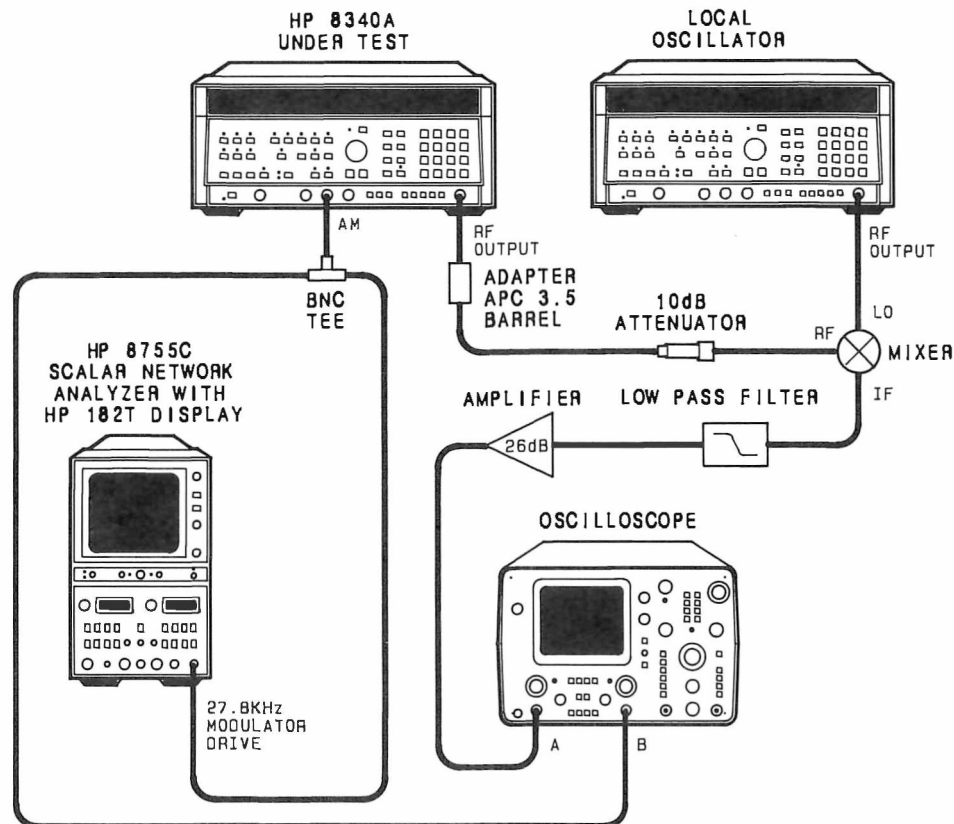 HP 8340A
UNDER TEST
LOCAL
OSCILLATOR
AM
RF
OUTPUT
RF
OUTPUT
BNC
TEE
ADAPTER
APC 3.5
BARREL
10dB
ATTENUATOR
LO
RF
MIXER
IF
HP 8755C
SCALAR NETWORK
ANALYZER WITH
HP 182T DISPLAY
AMPLIFIER
LOW PASS FILTER
26dB
OSCILLOSCOPE
27.8KHz
MODULATOR
DRIVE
A
B